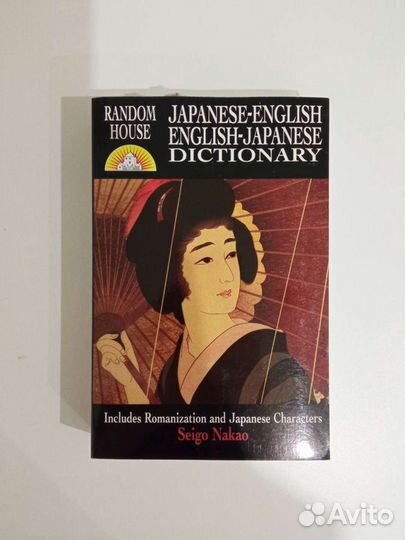 RANDOM
HOUSE
JAPANESE-ENGLISH
ENGLISH-JAPANESE
DICTIONARY
Includes Romanization and Japanese Characters
Seigo Nakao
Avito